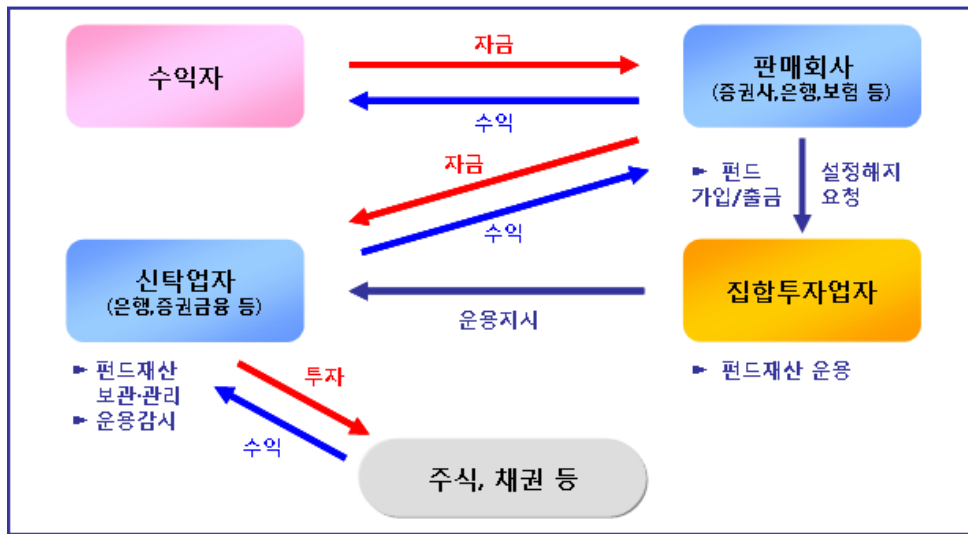 수익자
자금
수익
판매회사
(증권사,은행,보험 등)
자금
수익
► 펀드
가입/출금
설정해지
요청
신탁업자
(은행,증권금융 등)
운용지시
집합투자업자
► 펀드재산
보관·관리
► 운용감시
투자
수익
► 펀드재산 운용
주식, 채권 등